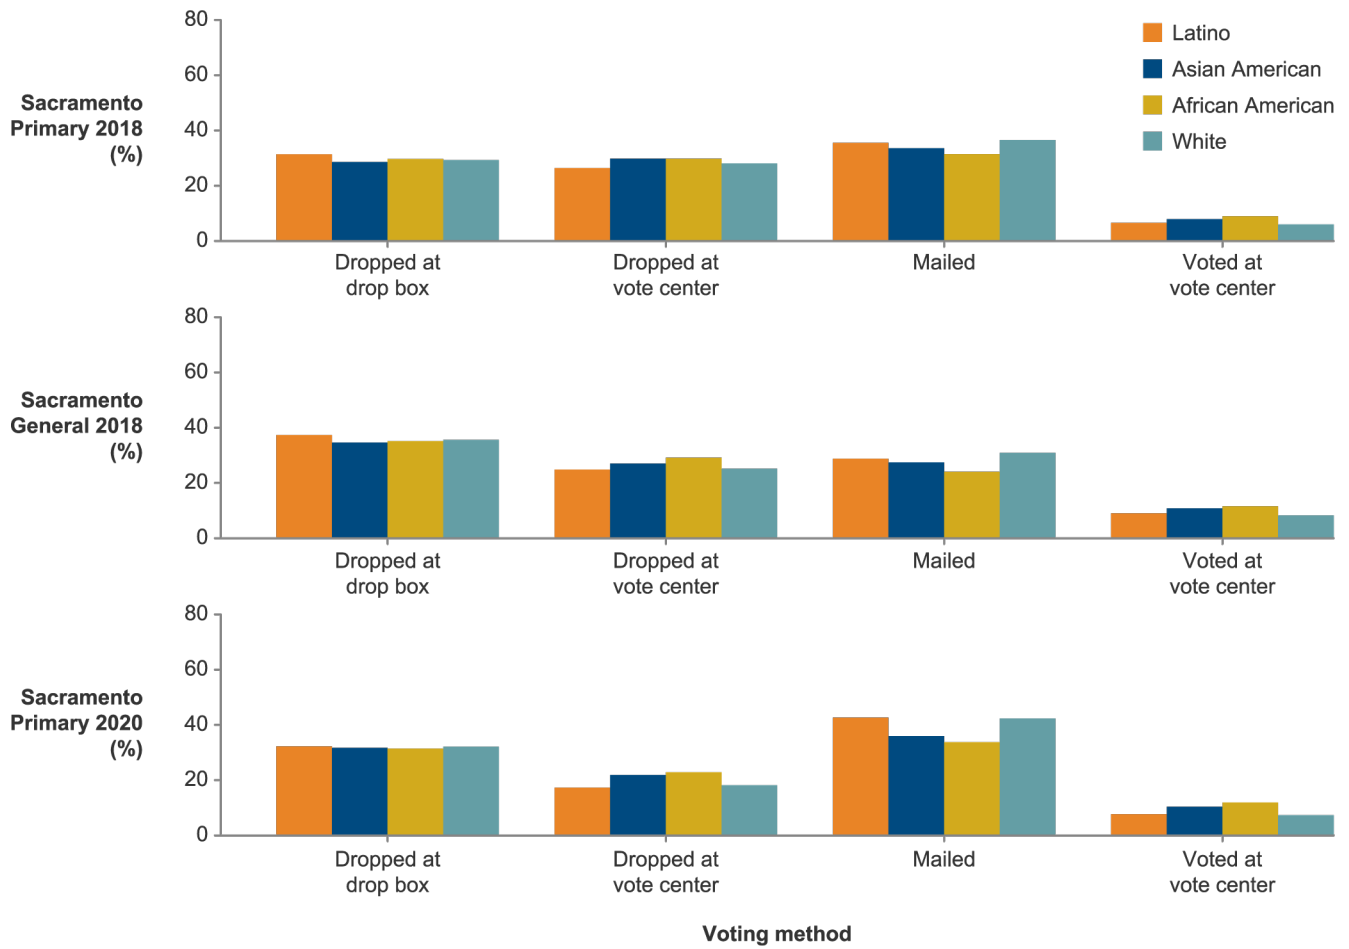 80
60
40
20
0
Sacramento
Primary 2018
(%)
Latino
Asian American
African American
White
Dropped at
drop box
Dropped at
vote center
Mailed
Voted at
vote center
80
60
40
20
0
Sacramento
General 2018
(%)
Dropped at
drop box
Dropped at
vote center
Mailed
Voted at
vote center
80
60
40
20
0
Sacramento
Primary 2020
(%)
Dropped at
drop box
Dropped at
vote center
Mailed
Voted at
vote center
Voting method